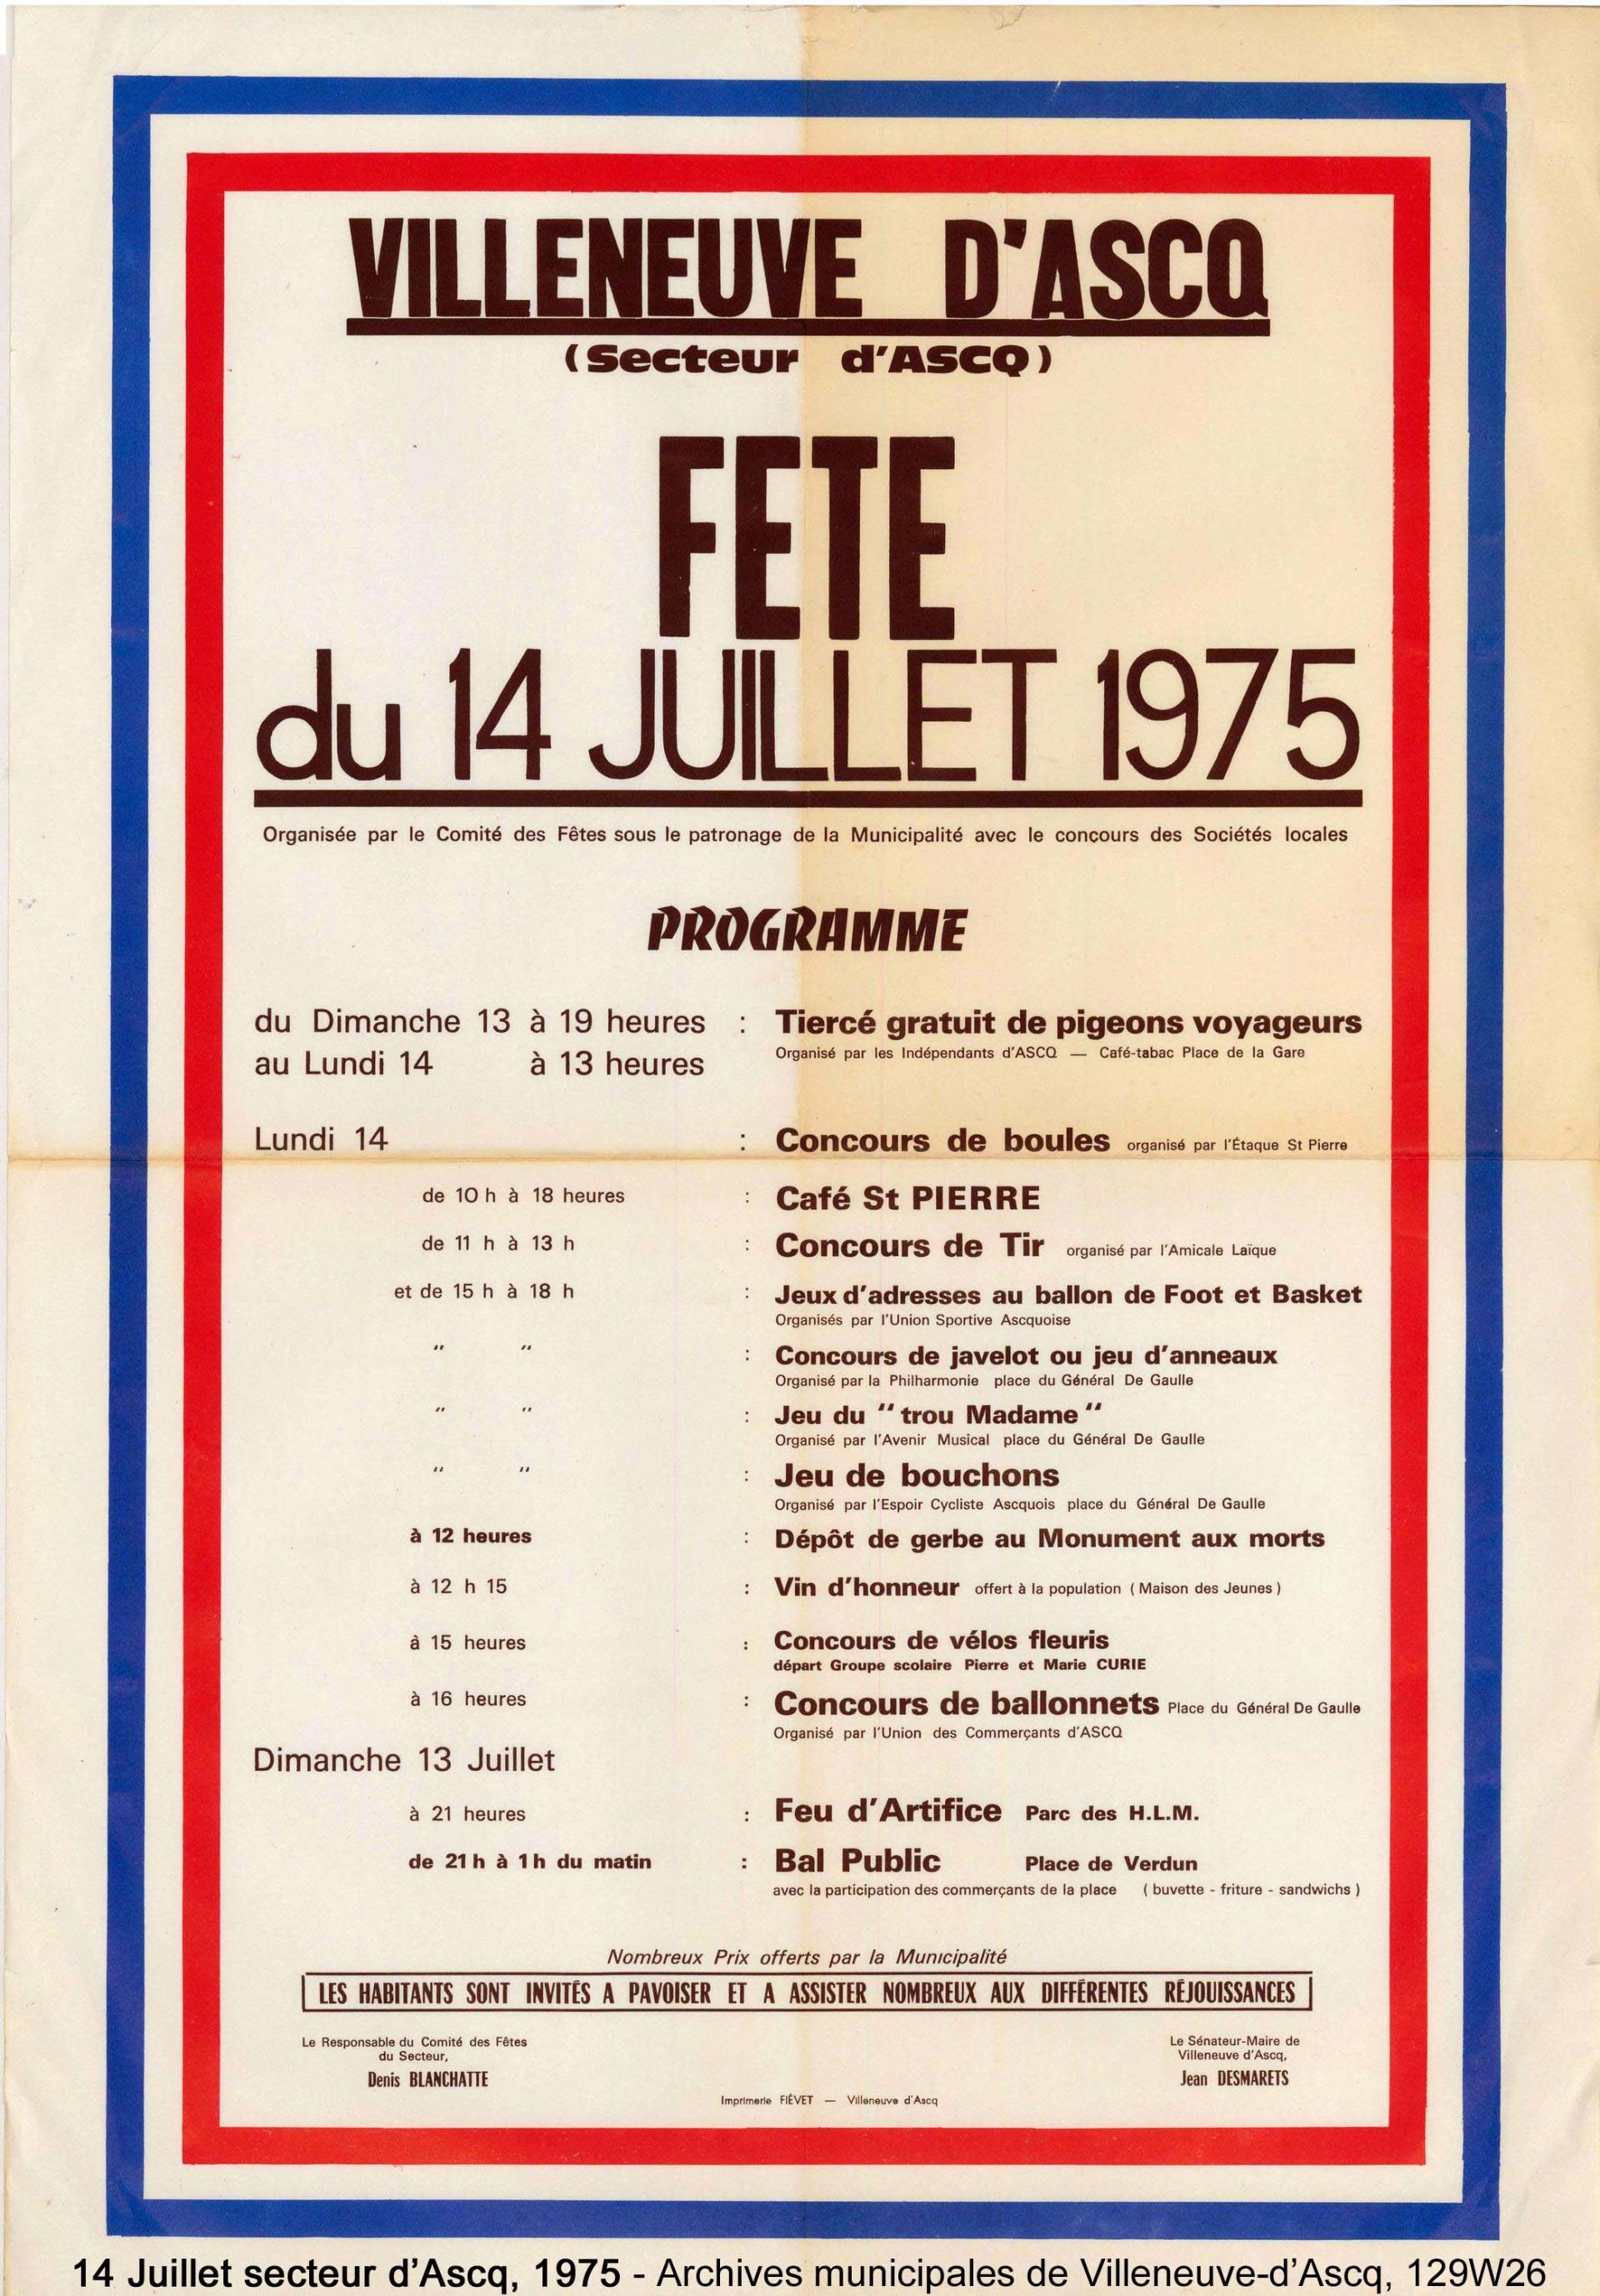 VILLENEUVE D'ASCQ
(Secteur d'ASCQ)
FETE
du 14 JUILLET 1975
Organisée par le Comité des Fêtes sous le patronage de la Municipalité avec le concours des Sociétés locales
PROGRAMME
du Dimanche 13 à 19 heures : Tiercé gratuit de pigeons voyageurs
au Lundi 14 à 13 heures Organisé par les Indépendants d'ASCQ — Café-tabac Place de la Gare
Lundi 14 : Concours de boules organisé par l'Étaque St Pierre
de 10 h à 18 heures : Café St PIERRE
de 11 h à 13 h : Concours de Tir organisé par l'Amicale Laïque
et de 15 h à 18 h : Jeux d'adresses au ballon de Foot et Basket
Organisés par l'Union Sportive Ascquoise
" " : Concours de javelot ou jeu d'anneaux
Organisé par la Philharmonie place du Général De Gaulle
" " : Jeu du " trou Madame "
Organisé par l'Avenir Musical place du Général De Gaulle
" " : Jeu de bouchons
Organisé par l'Espoir Cycliste Ascquois place du Général De Gaulle
à 12 heures : Dépôt de gerbe au Monument aux morts
à 12 h 15 : Vin d'honneur offert à la population ( Maison des Jeunes )
à 15 heures : Concours de vélos fleuris
départ Groupe scolaire Pierre et Marie CURIE
à 16 heures : Concours de ballonnets Place du Général De Gaulle
Organisé par l'Union des Commerçants d'ASCQ
Dimanche 13 Juillet
à 21 heures : Feu d'Artifice Parc des H.L.M.
de 21h à 1h du matin : Bal Public Place de Verdun
avec la participation des commerçants de la place ( buvette - friture - sandwichs )
Nombreux Prix offerts par la Municipalité
LES HABITANTS SONT INVITÉS A PAVOISER ET A ASSISTER NOMBREUX AUX DIFFÉRENTES RÉJOUISSANCES
Le Responsable du Comité des Fêtes
du Secteur,
Denis BLANCHATTE
Le Sénateur-Maire de
Villeneuve d'Ascq,
Jean DESMARETS
Imprimerie FIÉVET — Villeneuve d'Ascq
14 Juillet secteur d'Ascq, 1975 - Archives municipales de Villeneuve-d'Ascq, 129W26